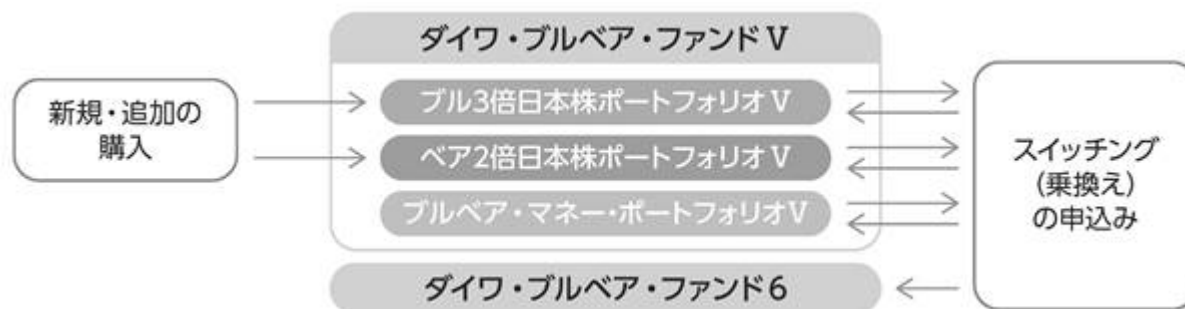 ダイワ・ブルベア・ファンドⅤ
新規・追加の
購入
ブル3倍日本株ポートフォリオⅤ
ベア2倍日本株ポートフォリオⅤ
ブルベア・マネー・ポートフォリオⅤ
スイッチング
(乗換え)
の申込み
ダイワ・ブルベア・ファンド6